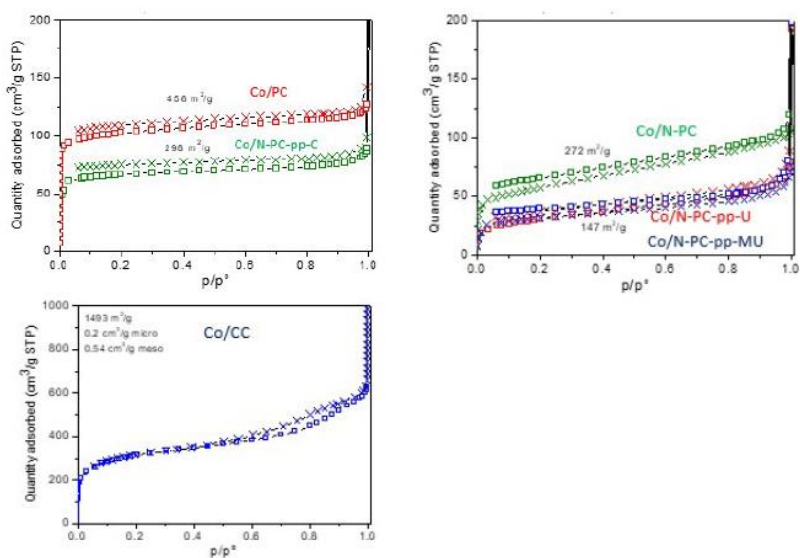 200
150
100
50
0
Quantity adsorbed (cm³/g STP)
456 m²/g
Co/PC
298 m²/g
Co/N-PC-pp-C
0.0 0.2 0.4 0.6 0.8 1.0
p/p°
200
150
100
50
0
Quantity adsorbed (cm³/g STP)
Co/N-PC
272 m²/g
Co/N-PC-pp-U
147 m²/g
Co/N-PC-pp-MU
0.0 0.2 0.4 0.6 0.8 1.0
p/p°
1000
800
600
400
200
0
Quantity adsorbed (cm³/g STP)
1493 m²/g
0.2 cm³/g micro
0.54 cm³/g meso
Co/CC
0.0 0.2 0.4 0.6 0.8 1.0
p/p°